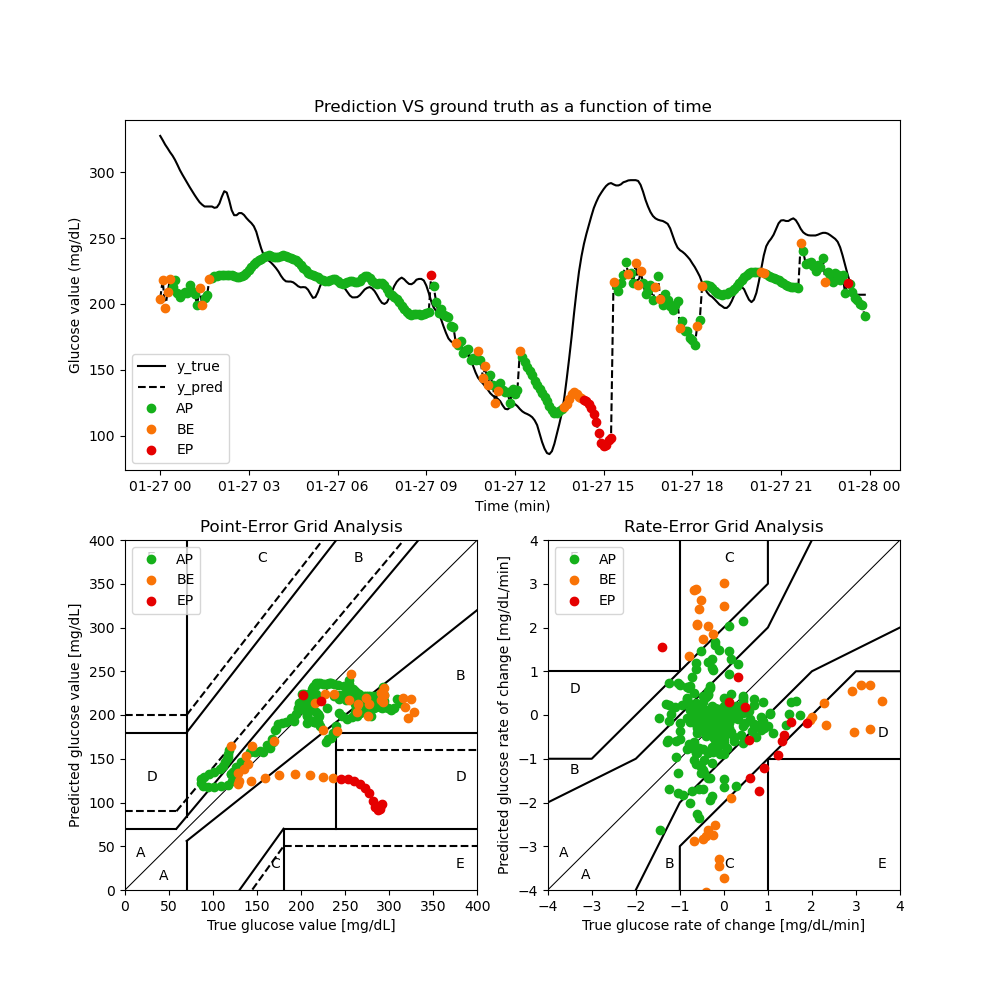 Prediction VS ground truth as a function of time
Glucose value (mg/dL)
300
250
200
150
100
y_true
y_pred
AP
BE
EP
01-27 00 01-27 03 01-27 06 01-27 09 01-27 12 01-27 15 01-27 18 01-27 21 01-28 00
Time (min)
Point-Error Grid Analysis
Predicted glucose value [mg/dL]
400
350
300
250
200
150
100
50
0
AP
BE
EP
C
B
B
D
D
A
A
C
E
0 50 100 150 200 250 300 350 400
True glucose value [mg/dL]
Rate-Error Grid Analysis
Predicted glucose rate of change [mg/dL/min]
4
3
2
1
0
−1
−2
−3
−4
AP
BE
EP
C
D
D
B
A
A
B
C
E
−4 −3 −2 −1 0 1 2 3 4
True glucose rate of change [mg/dL/min]